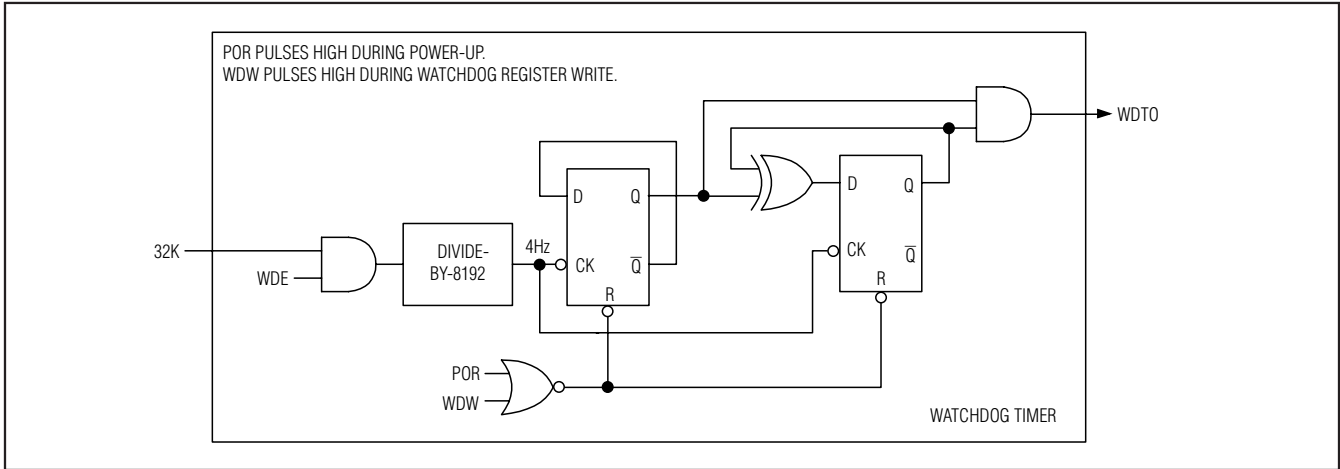 POR PULSES HIGH DURING POWER-UP.
WDW PULSES HIGH DURING WATCHDOG REGISTER WRITE.
WDTO
D
Q
D
Q
32K
WDE
DIVIDE-
BY-8192
4Hz
CK
Q̅
R
CK
Q̅
R
POR
WDW
WATCHDOG TIMER